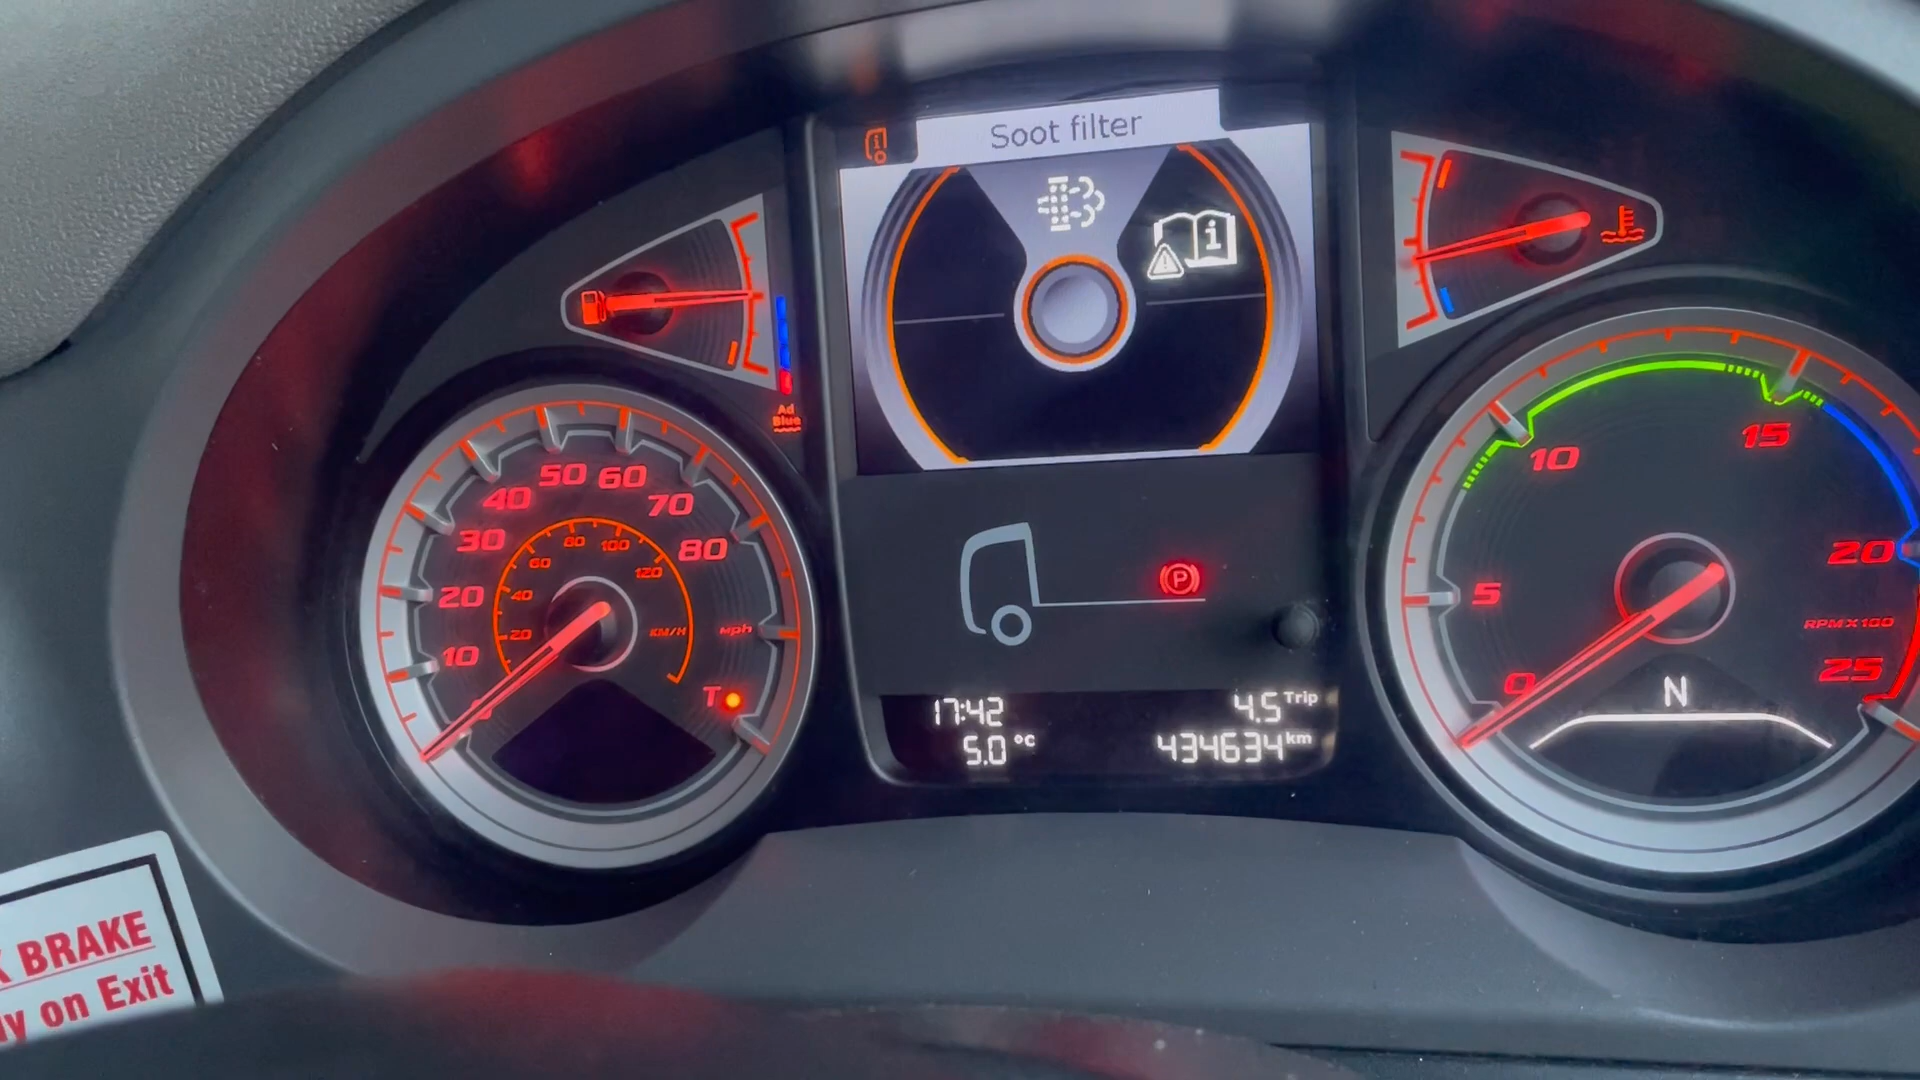 Soot filter
Ad
Blue
10
20
30
40
50
60
70
80
mph
20
40
60
80
100
120
KM/H
T
P
17:42
4.5 Trip
5.0 °C
434634 km
0
5
10
15
20
25
RPM X 100
N
BRAKE
on Exit